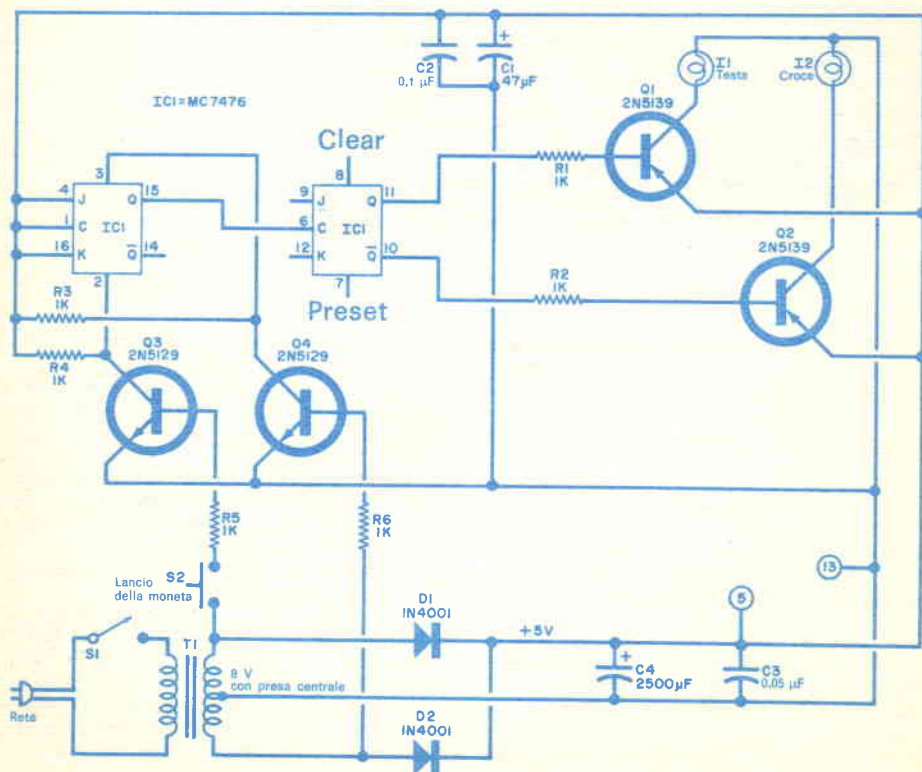 C2
0,1 µF
+
C1
47µF
I1
Testa
I2
Croce
IC1=MC7476
Q1
2N5139
Clear
3
8
4
J
Q
15
1
C
IC1
16
K
Q̅
14
2
9
J
Q
11
6
C
IC1
12
K
Q̅
10
7
Preset
R1
1K
R2
1K
Q2
2N5139
R3
1K
R4
1K
Q3
2N5129
Q4
2N5129
R5
1K
R6
1K
Lancio
della moneta
S2
S1
T1
Rete
8 V
con presa centrale
D1
1N4001
D2
1N4001
+5V
+
C4
2500µF
5
13
C3
0,05 µF